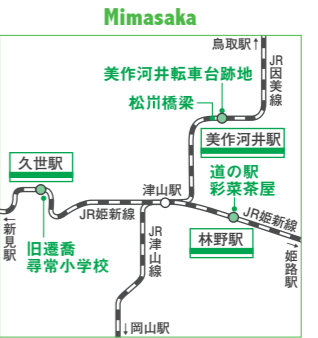 Mimasaka
鳥取駅↑
JR因美線
美作河井転車台跡地
松川橋梁
美作河井駅
久世駅
道の駅
彩菜茶屋
津山駅
JR姫新線
JR姫新線
←新見駅
旧遷喬
尋常小学校
JR津山線
林野駅
→姫路駅
↓岡山駅